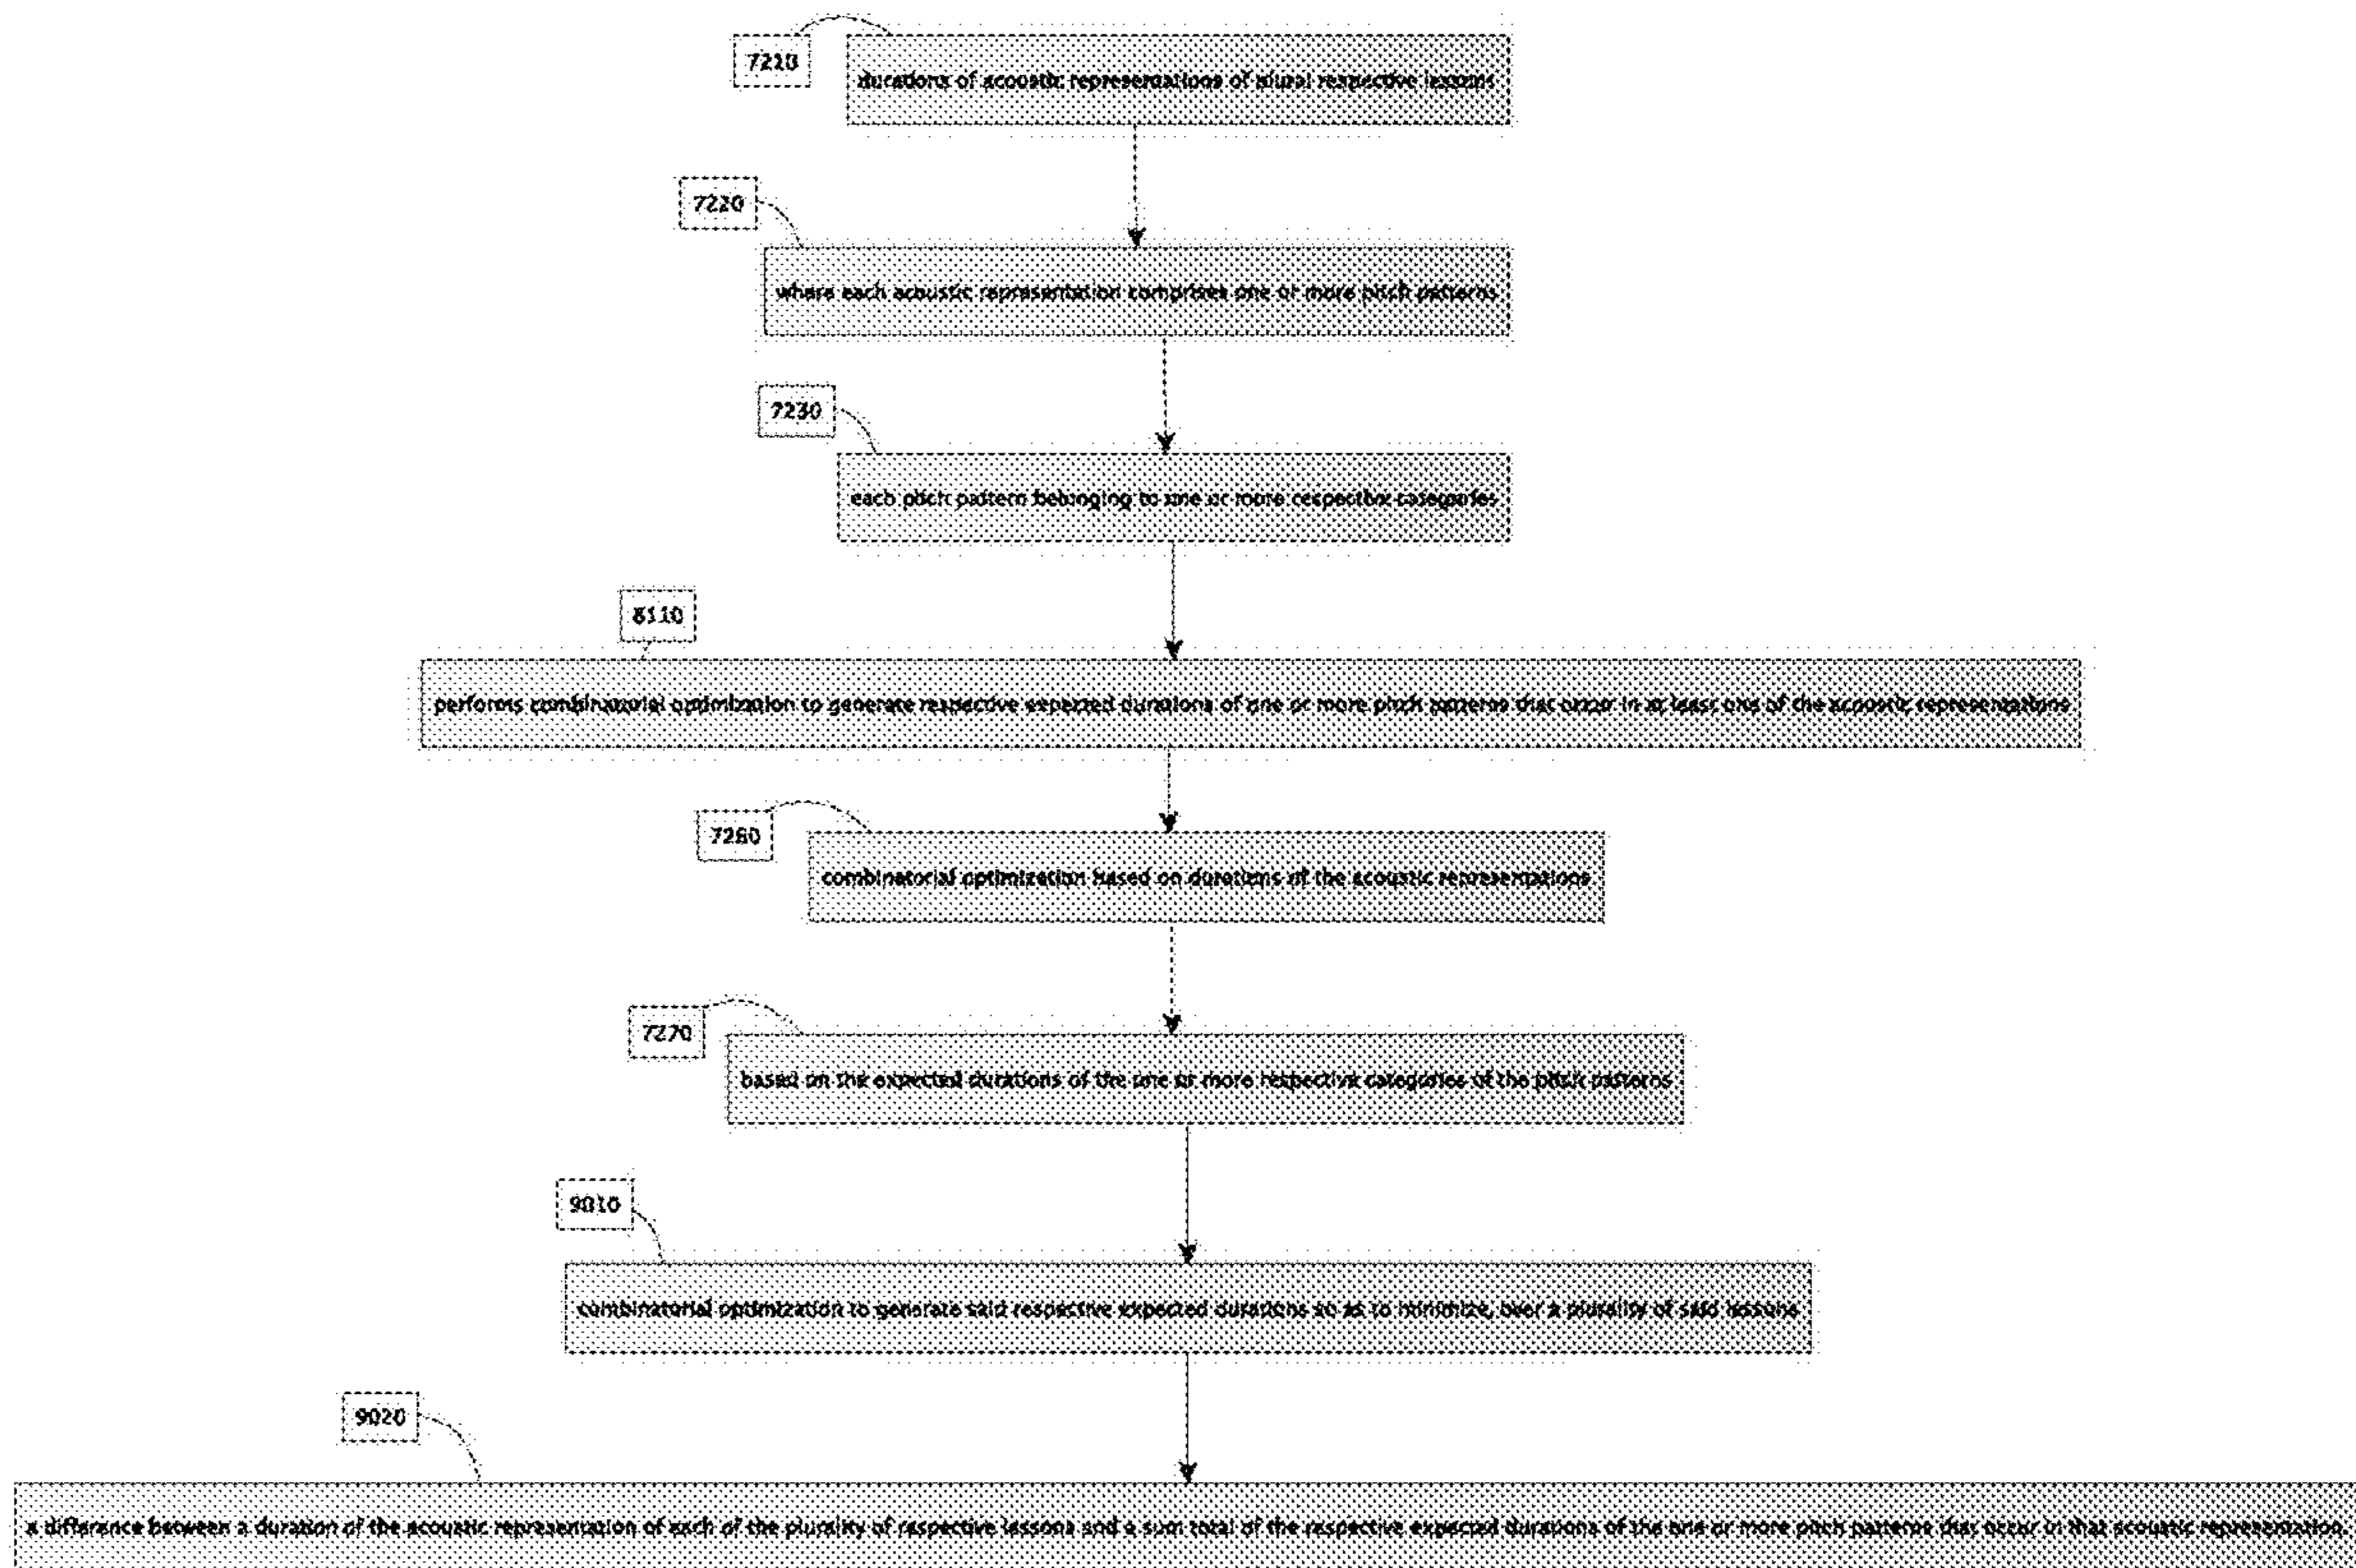 7210
durations of acoustic representations of plural respective lessons
7220
where each acoustic representation comprises one or more pitch patterns
7230
each pitch pattern belonging to one or more respective categories
8110
performs combinatorial optimization to generate respective expected durations of one or more pitch patterns that occur in at least one of the acoustic representations
7260
combinatorial optimization based on durations of the acoustic representations
7270
based on the expected durations of the one or more respective categories of the pitch patterns
9010
combinatorial optimization to generate said respective expected durations so as to minimize, over a plurality of said lessons
9020
a difference between a duration of the acoustic representation of each of the plurality of respective lessons and a sum total of the respective expected durations of the one or more pitch patterns that occur in that acoustic representation.